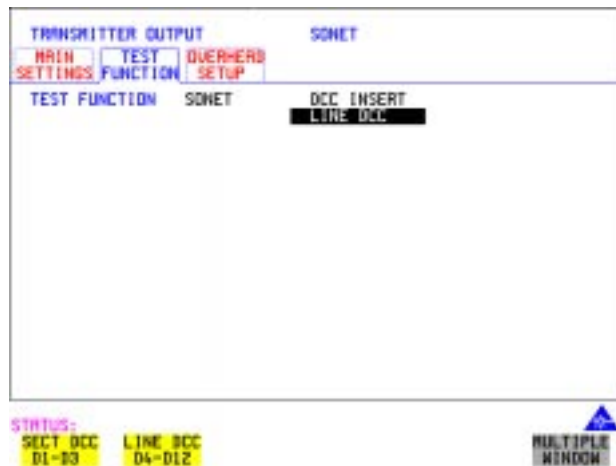 TRANSMITTER OUTPUT SONET
MAIN SETTINGS TEST FUNCTION OVERHEAD SETUP
TEST FUNCTION SONET DCC INSERT
LINE DCC
STATUS:
SECT DCC D1-D3 LINE DCC D4-D12 MULTIPLE WINDOW